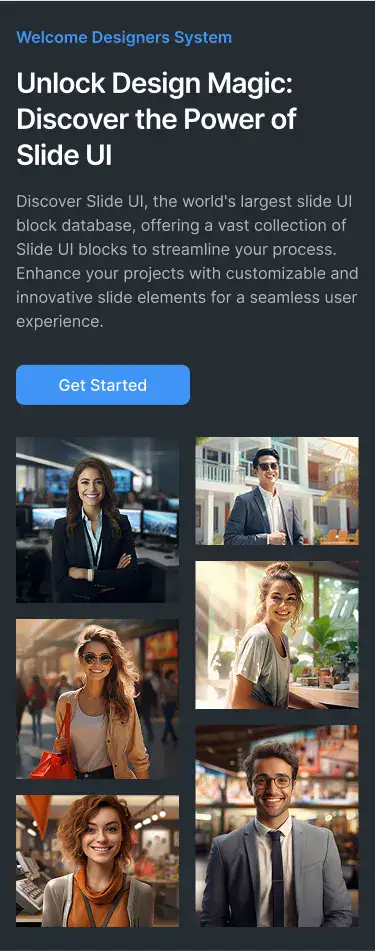 Welcome Designers System
Unlock Design Magic:
Discover the Power of
Slide UI
Discover Slide UI, the world's largest slide UI
block database, offering a vast collection of
Slide UI blocks to streamline your process.
Enhance your projects with customizable and
innovative slide elements for a seamless user
experience.
Get Started